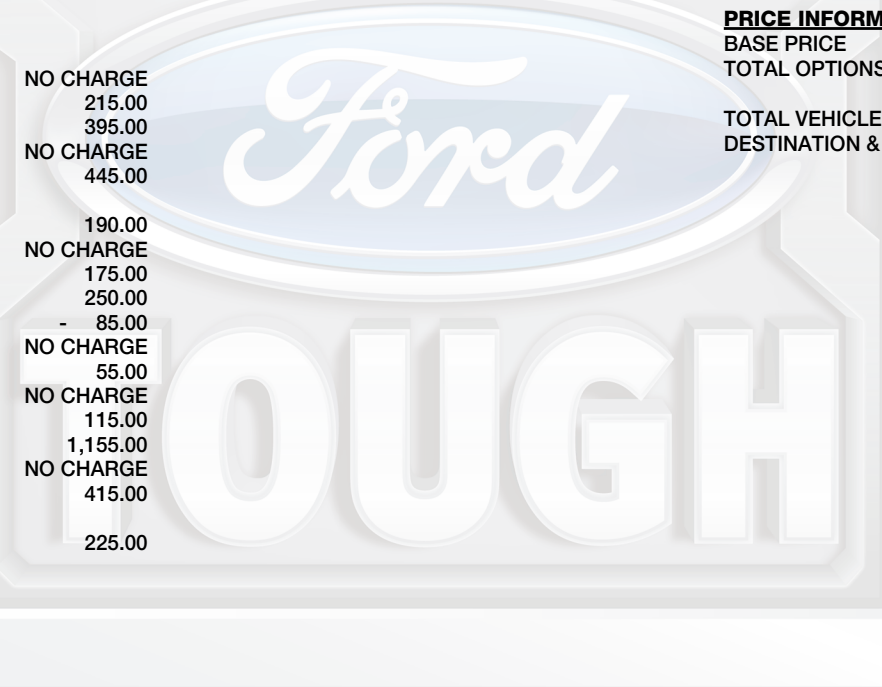 NO CHARGE
215.00
395.00
NO CHARGE
445.00
190.00
NO CHARGE
175.00
250.00
- 85.00
NO CHARGE
55.00
NO CHARGE
115.00
1,155.00
NO CHARGE
415.00
225.00
PRICE INFORM
BASE PRICE
TOTAL OPTIONS
TOTAL VEHICLE
DESTINATION &
Ford
TOUGH